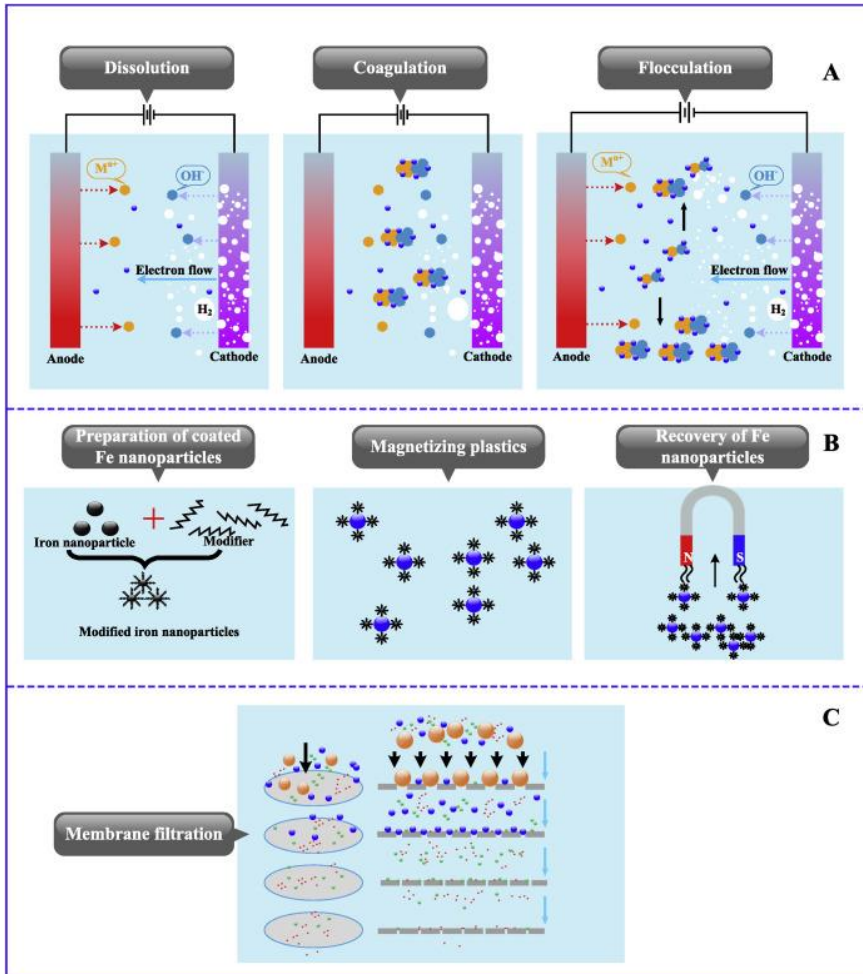 Dissolution
Coagulation
Flocculation
A
Mⁿ⁺
OH⁻
Electron flow
H₂
Anode
Cathode
Anode
Cathode
Mⁿ⁺
OH⁻
Electron flow
H₂
Anode
Cathode
Preparation of coated
Fe nanoparticles
Magnetizing plastics
Recovery of Fe
nanoparticles
B
Iron nanoparticle
+
Modifier
Modified iron nanoparticles
N
S
C
Membrane filtration